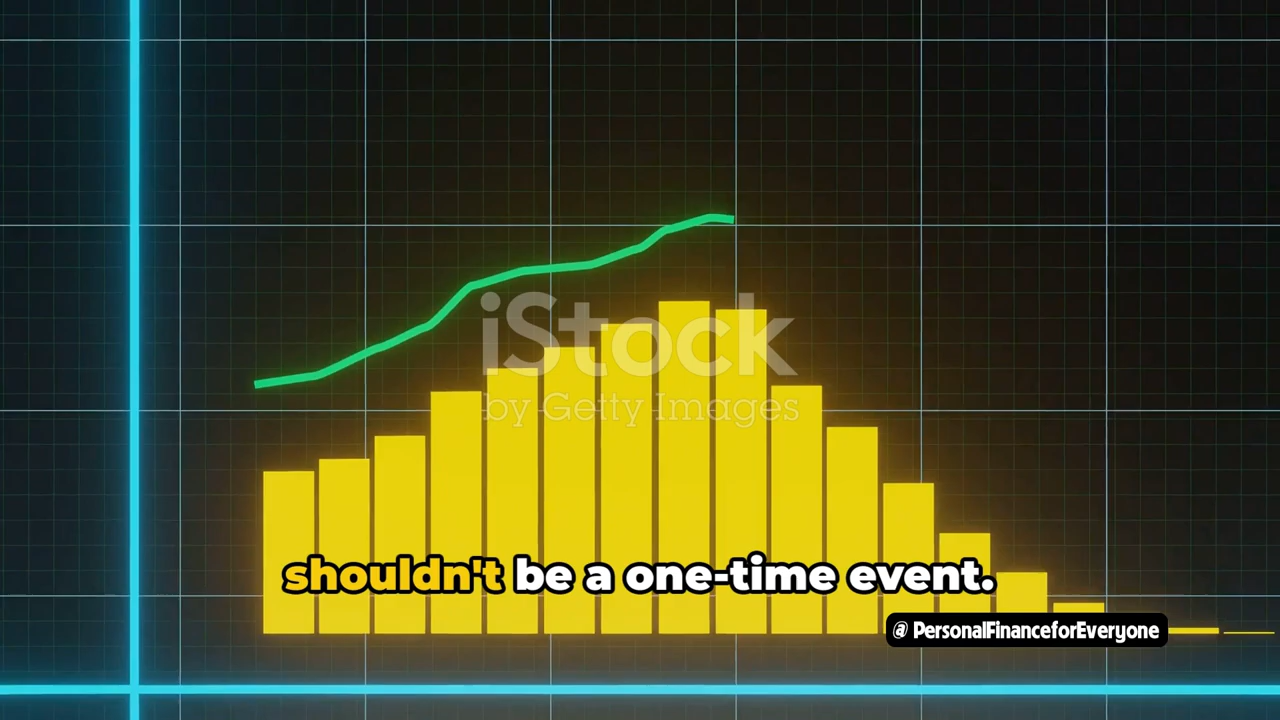 iStock
by Getty Images
shouldn't be a one-time event.
@ PersonalFinanceforEveryone